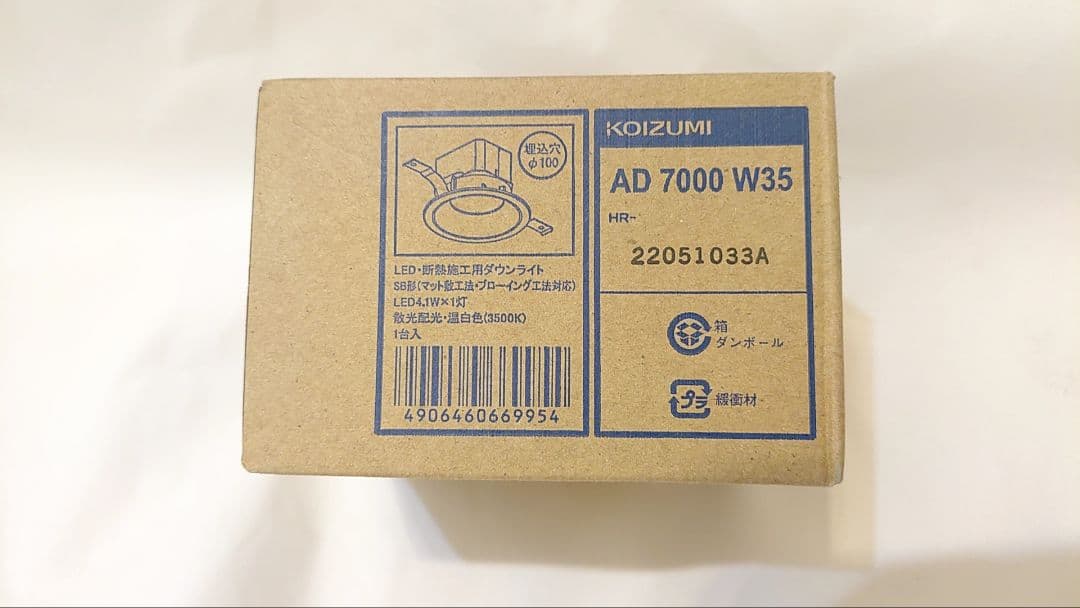 埋込穴
φ100
LED・断熱施工用ダウンライト
SB形(マット敷工法・ブローイング工法対応)
LED4.1W×1灯
散光配光・温白色(3500K)
1台入
4906460669954
KOIZUMI
AD 7000 W35
HR-
22051033A
箱
ダンボール
プラ
緩衝材